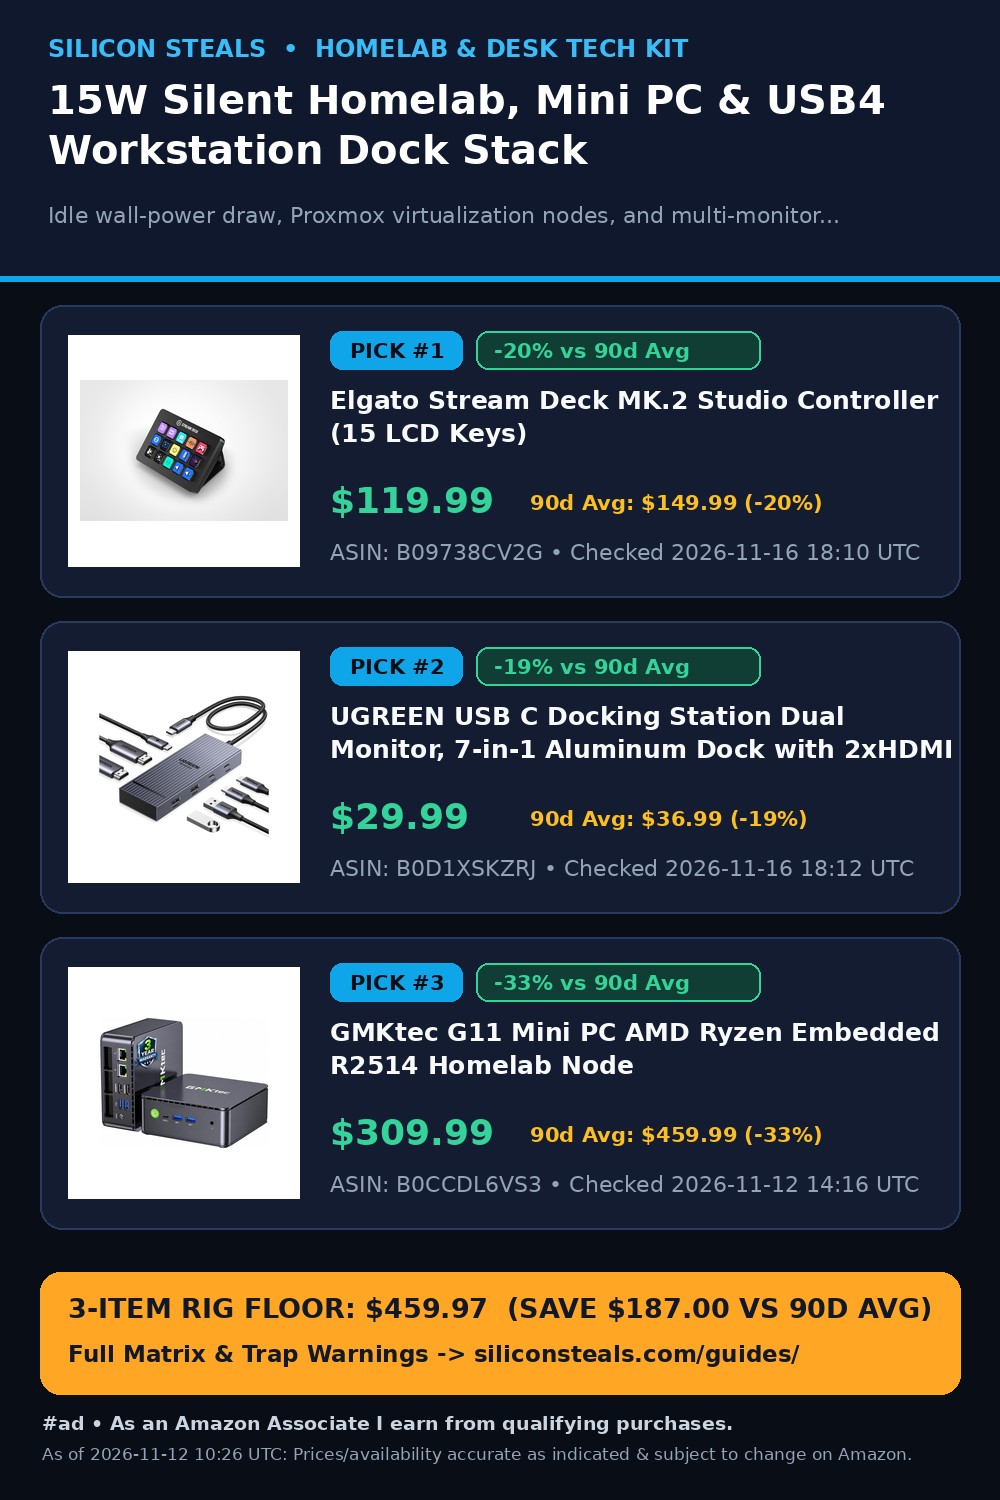 SILICON STEALS • HOMELAB & DESK TECH KIT
15W Silent Homelab, Mini PC & USB4
Workstation Dock Stack
Idle wall-power draw, Proxmox virtualization nodes, and multi-monitor...
PICK #1
-20% vs 90d Avg
Elgato Stream Deck MK.2 Studio Controller
(15 LCD Keys)
$119.99
90d Avg: $149.99 (-20%)
ASIN: B09738CV2G • Checked 2026-11-16 18:10 UTC
PICK #2
-19% vs 90d Avg
UGREEN USB C Docking Station Dual
Monitor, 7-in-1 Aluminum Dock with 2xHDMI
$29.99
90d Avg: $36.99 (-19%)
ASIN: B0D1XSKZRJ • Checked 2026-11-16 18:12 UTC
PICK #3
-33% vs 90d Avg
GMKtec G11 Mini PC AMD Ryzen Embedded
R2514 Homelab Node
3
YEAR
GMKtec
$309.99
90d Avg: $459.99 (-33%)
ASIN: B0CCDL6VS3 • Checked 2026-11-12 14:16 UTC
3-ITEM RIG FLOOR: $459.97 (SAVE $187.00 VS 90D AVG)
Full Matrix & Trap Warnings -> siliconsteals.com/guides/
#ad • As an Amazon Associate I earn from qualifying purchases.
As of 2026-11-12 10:26 UTC: Prices/availability accurate as indicated & subject to change on Amazon.